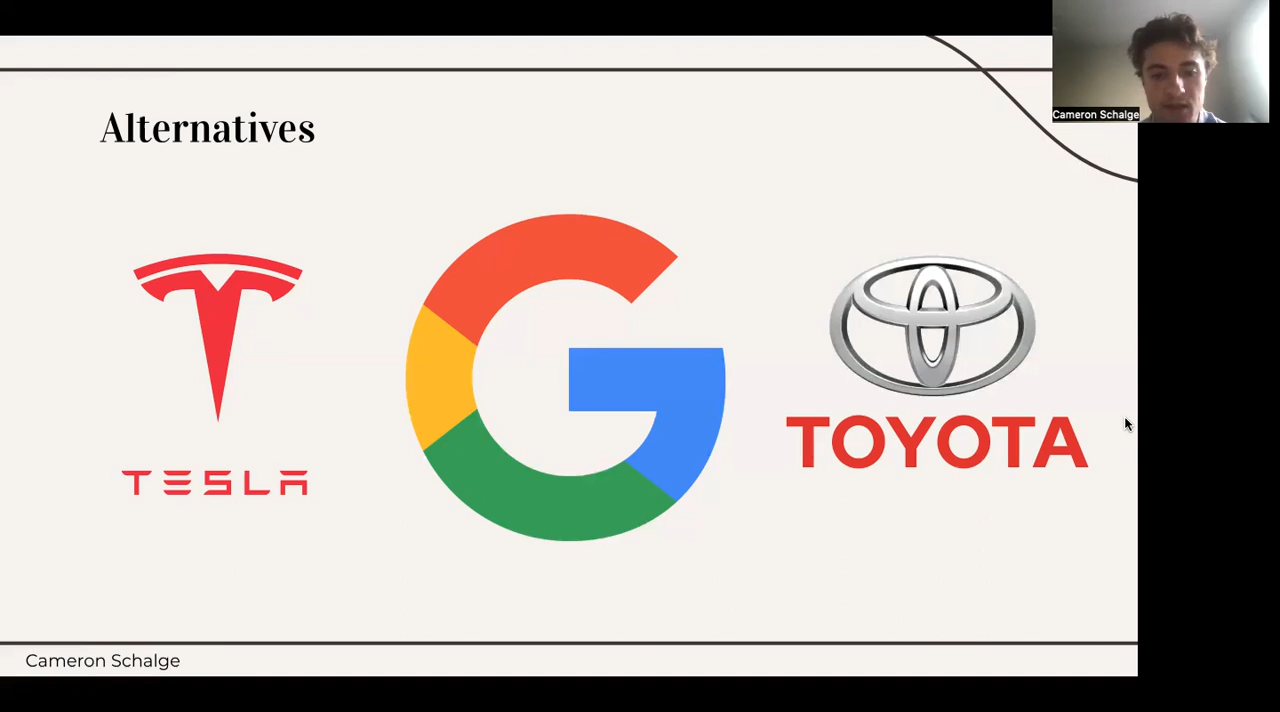 Cameron Schalge
Alternatives
TESLA
TOYOTA
Cameron Schalge